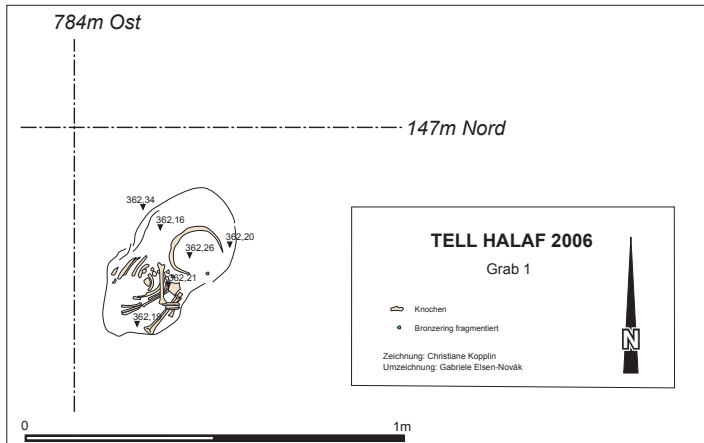 784m Ost
147m Nord
362,34
362,16
362,20
362,26
362,21
362,18
TELL HALAF 2006
Grab 1
Knochen
Bronzering fragmentiert
Zeichnung: Christiane Kopplin
Umzeichnung: Gabriele Elsen-Novák
N
0
1m